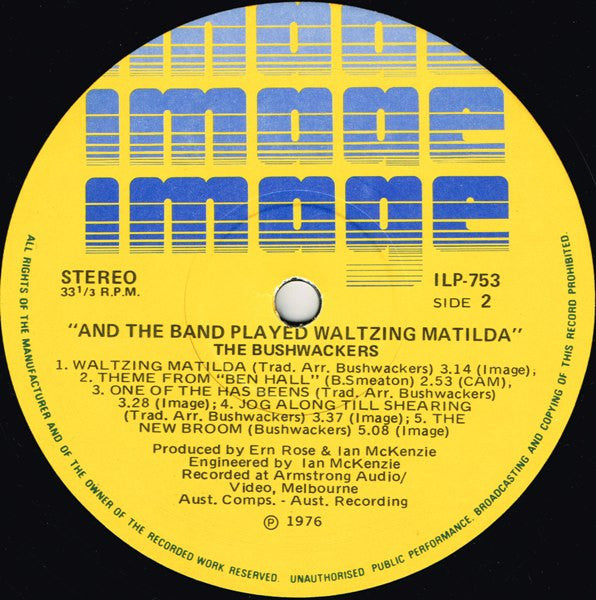 image
image
image
STEREO
33 1/3 R.P.M.
ILP-753
SIDE 2
"AND THE BAND PLAYED WALTZING MATILDA"
THE BUSHWACKERS
1. WALTZING MATILDA (Trad. Arr. Bushwackers) 3.14 (Image);
2. THEME FROM "BEN HALL" (B.Smeaton) 2.53 (CAM),
3. ONE OF THE HAS BEENS (Trad. Arr. Bushwackers)
3.28 (Image); 4. JOG ALONG TILL SHEARING
(Trad. Arr. Bushwackers) 3.37 (Image); 5. THE
NEW BROOM (Bushwackers) 5.08 (Image)
Produced by Ern Rose & Ian McKenzie
Engineered by Ian McKenzie
Recorded at Armstrong Audio/
Video, Melbourne
Aust. Comps. - Aust. Recording
℗ 1976
ALL RIGHTS OF THE MANUFACTURER AND OF THE OWNER OF THE RECORDED WORK RESERVED. UNAUTHORISED PUBLIC PERFORMANCE, BROADCASTING AND COPYING OF THIS RECORD PROHIBITED.